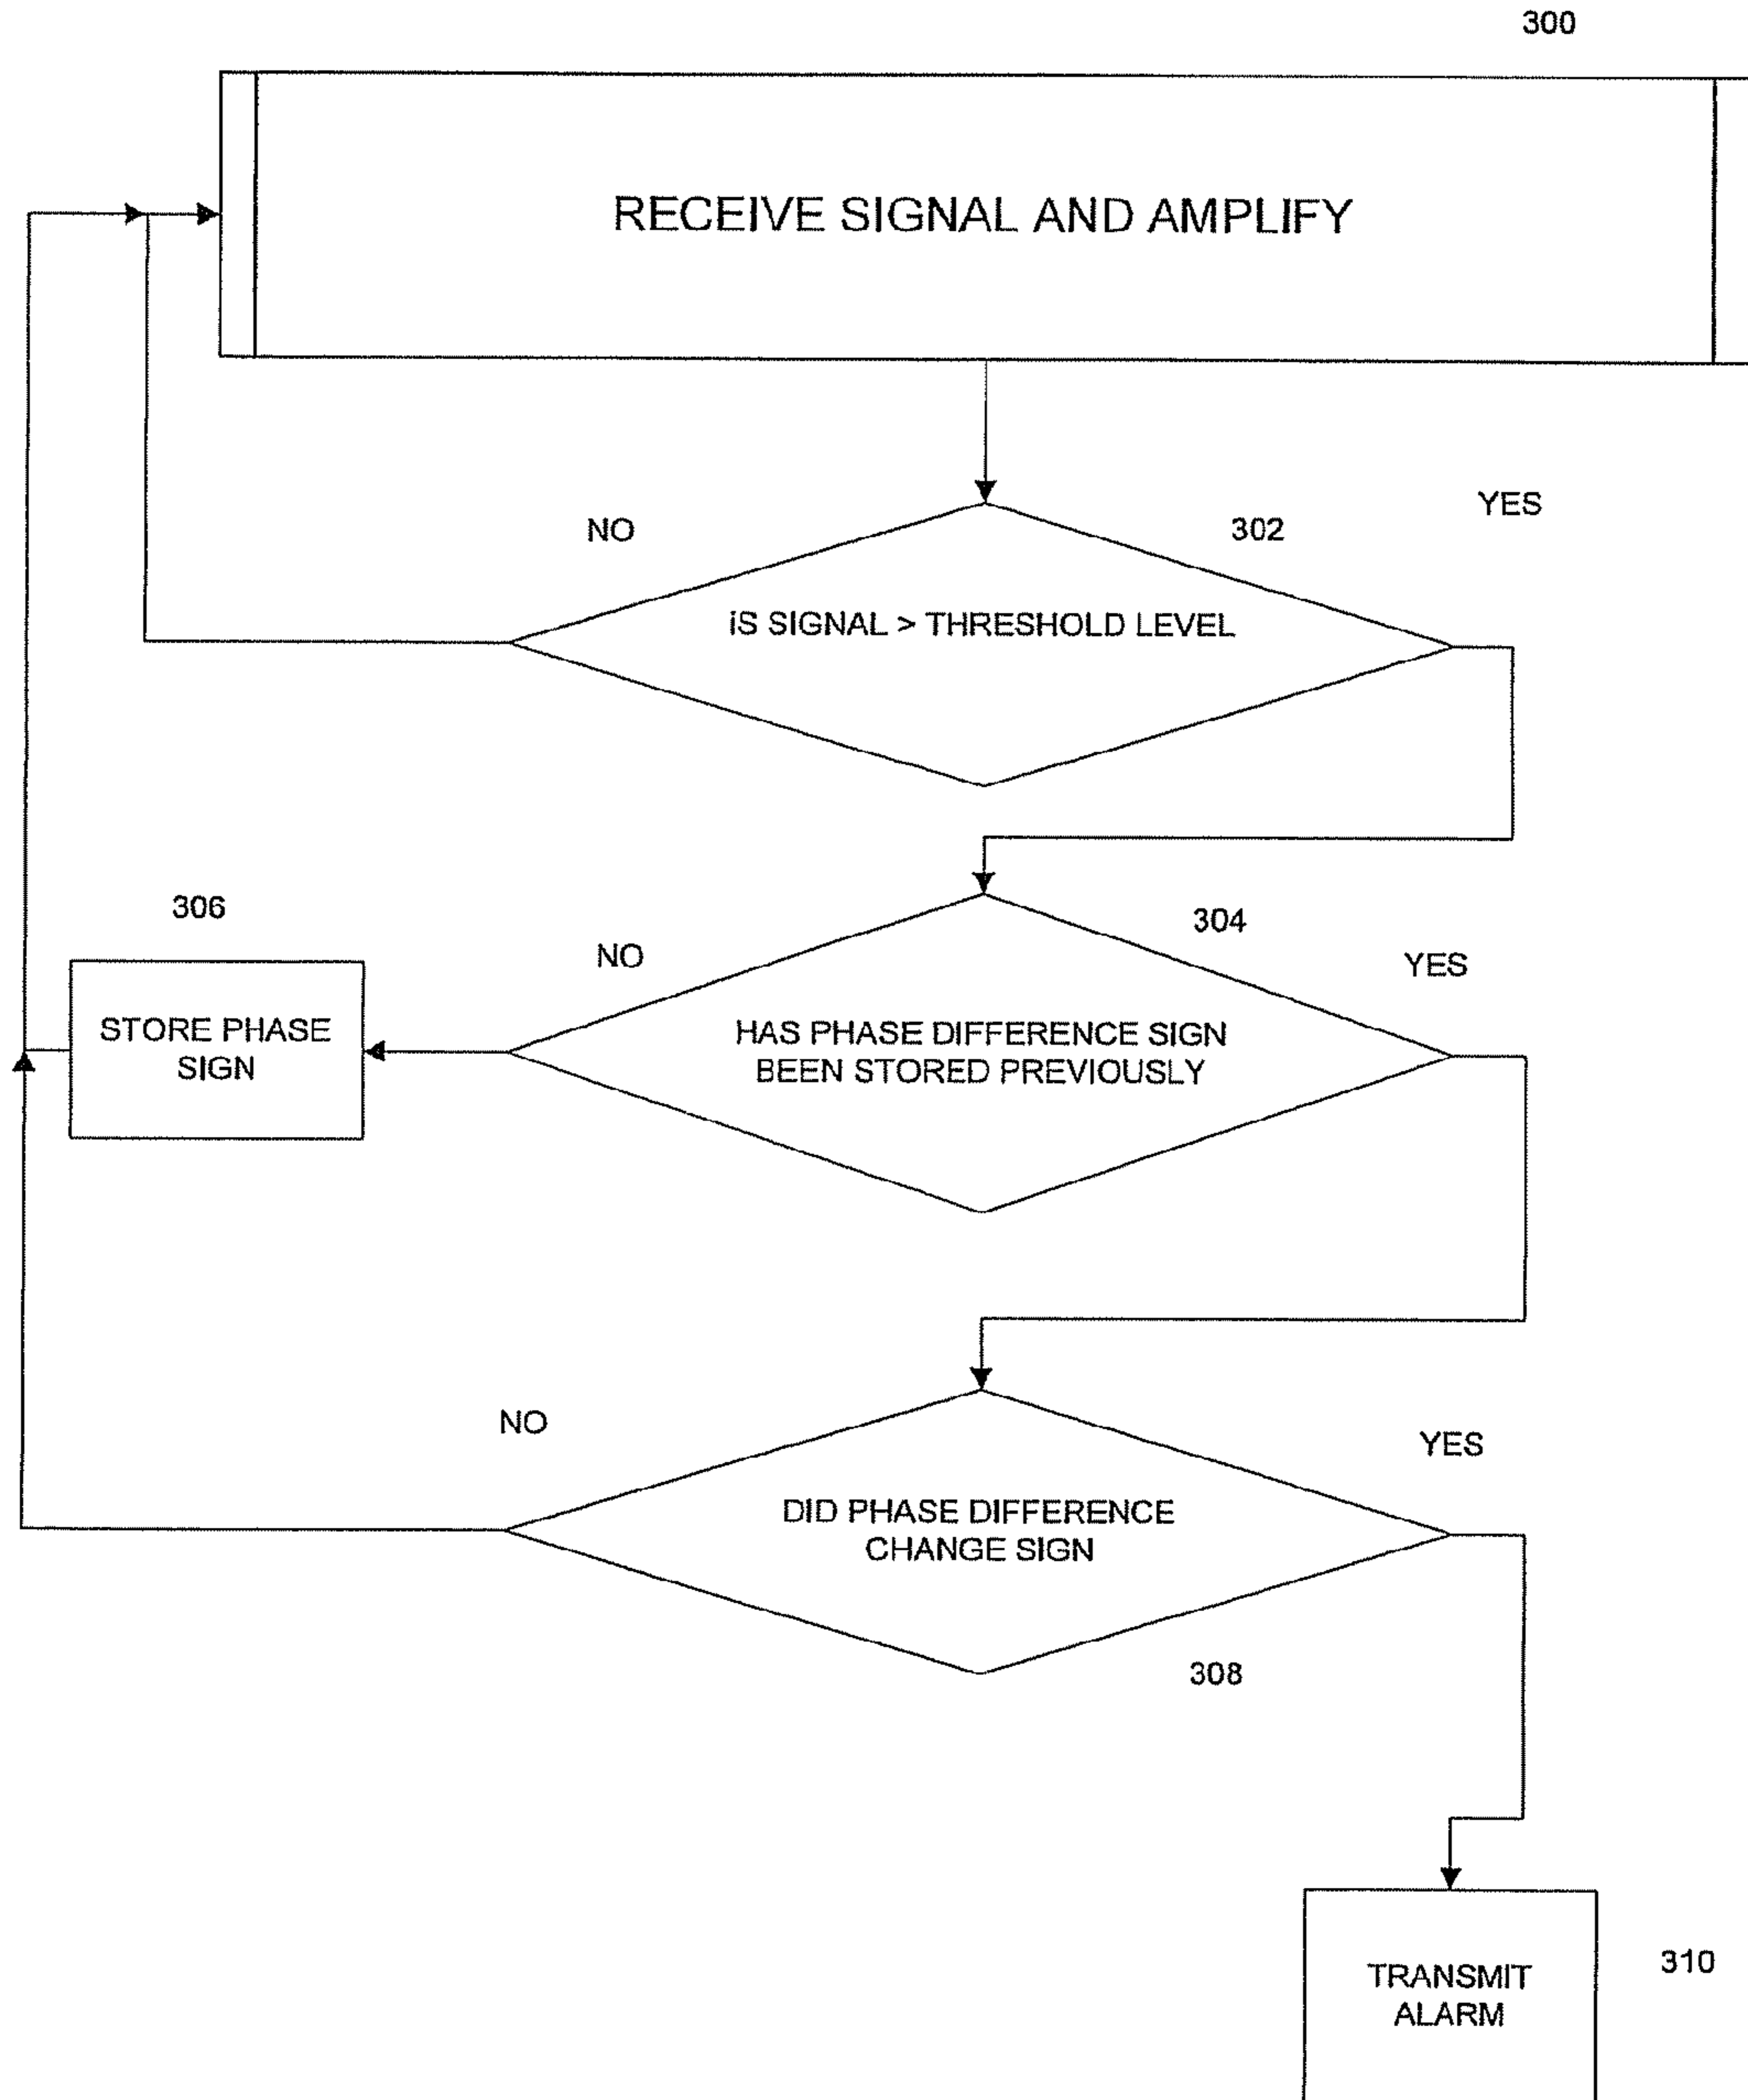 300
RECEIVE SIGNAL AND AMPLIFY
YES
NO
302
iS SIGNAL > THRESHOLD LEVEL
306
304
NO
YES
STORE PHASE
SIGN
HAS PHASE DIFFERENCE SIGN
BEEN STORED PREVIOUSLY
NO
YES
DID PHASE DIFFERENCE
CHANGE SIGN
308
310
TRANSMIT
ALARM